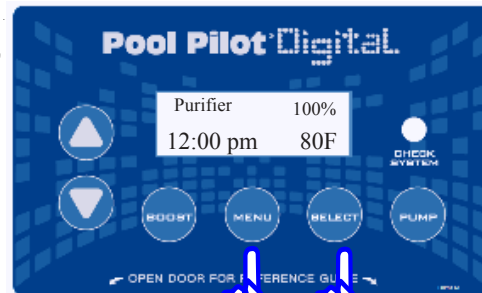 Pool Pilot Digital
Purifier 100%
12:00 pm 80F
CHECK
SYSTEM
BOOST MENU SELECT PUMP
OPEN DOOR FOR REFERENCE GUIDE